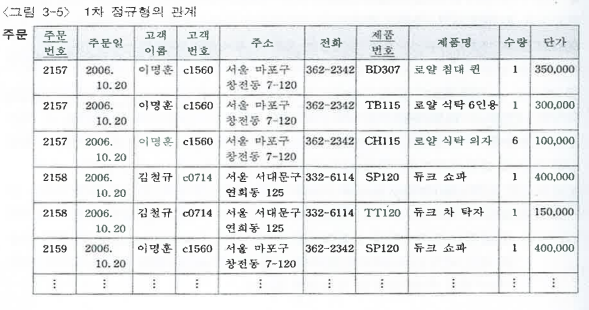 <그림 3-5> 1차 정규형의 관계
주문
주문 번호 주문일 고객 이름 고객 번호 주소 전화 제품 번호 제품명 수량 단가
2157 2006. 10.20 이명훈 c1560 서울 마포구 창전동 7-120 362-2342 BD307 로얄 침대 퀸 1 350,000
2157 2006. 10.20 이명훈 c1560 서울 마포구 창전동 7-120 362-2342 TB115 로얄 식탁 6인용 1 300,000
2157 2006. 10.20 이명훈 c1560 서울 마포구 창전동 7-120 362-2342 CH115 로얄 식탁 의자 6 100,000
2158 2006. 10.20 김철규 c0714 서울 서대문구 연희동 125 332-6114 SP120 듀크 쇼파 1 400,000
2158 2006. 10.20 김철규 c0714 서울 서대문구 연희동 125 332-6114 TT120 듀크 차 탁자 1 150,000
2159 2006. 10.20 이명훈 c1560 서울 마포구 창전동 7-120 362-2342 SP120 듀크 쇼파 1 400,000
⋮ ⋮ ⋮ ⋮ ⋮ ⋮ ⋮ ⋮ ⋮ ⋮